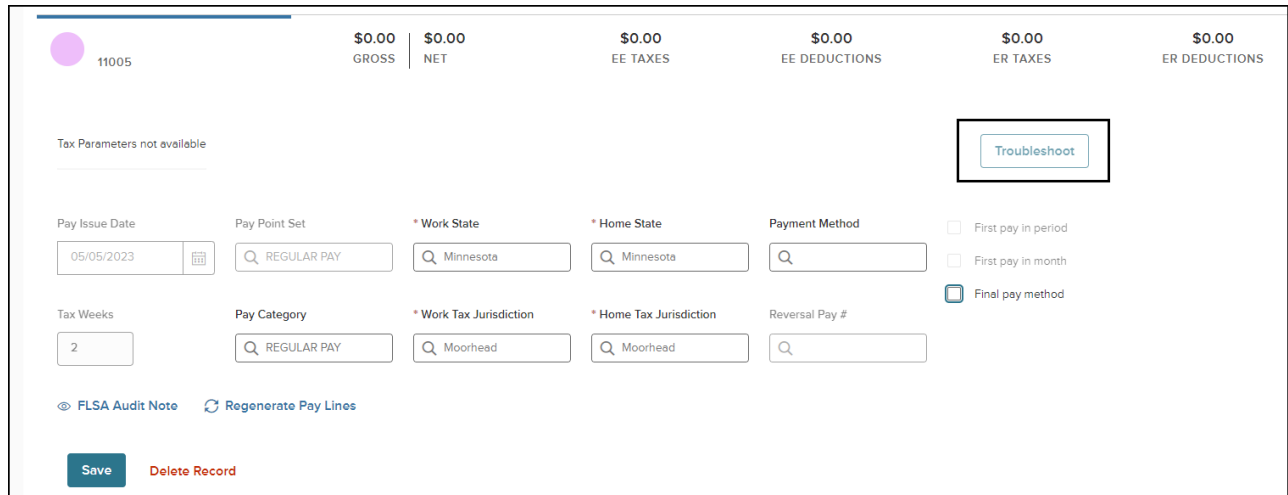 11005
$0.00 $0.00 $0.00 $0.00 $0.00 $0.00
GROSS NET EE TAXES EE DEDUCTIONS ER TAXES ER DEDUCTIONS
Tax Parameters not available
Troubleshoot
Pay Issue Date Pay Point Set * Work State * Home State Payment Method
First pay in period
05/05/2023 REGULAR PAY Minnesota Minnesota
First pay in month
Final pay method
Tax Weeks Pay Category * Work Tax Jurisdiction * Home Tax Jurisdiction Reversal Pay #
2 REGULAR PAY Moorhead Moorhead
FLSA Audit Note Regenerate Pay Lines
Save Delete Record